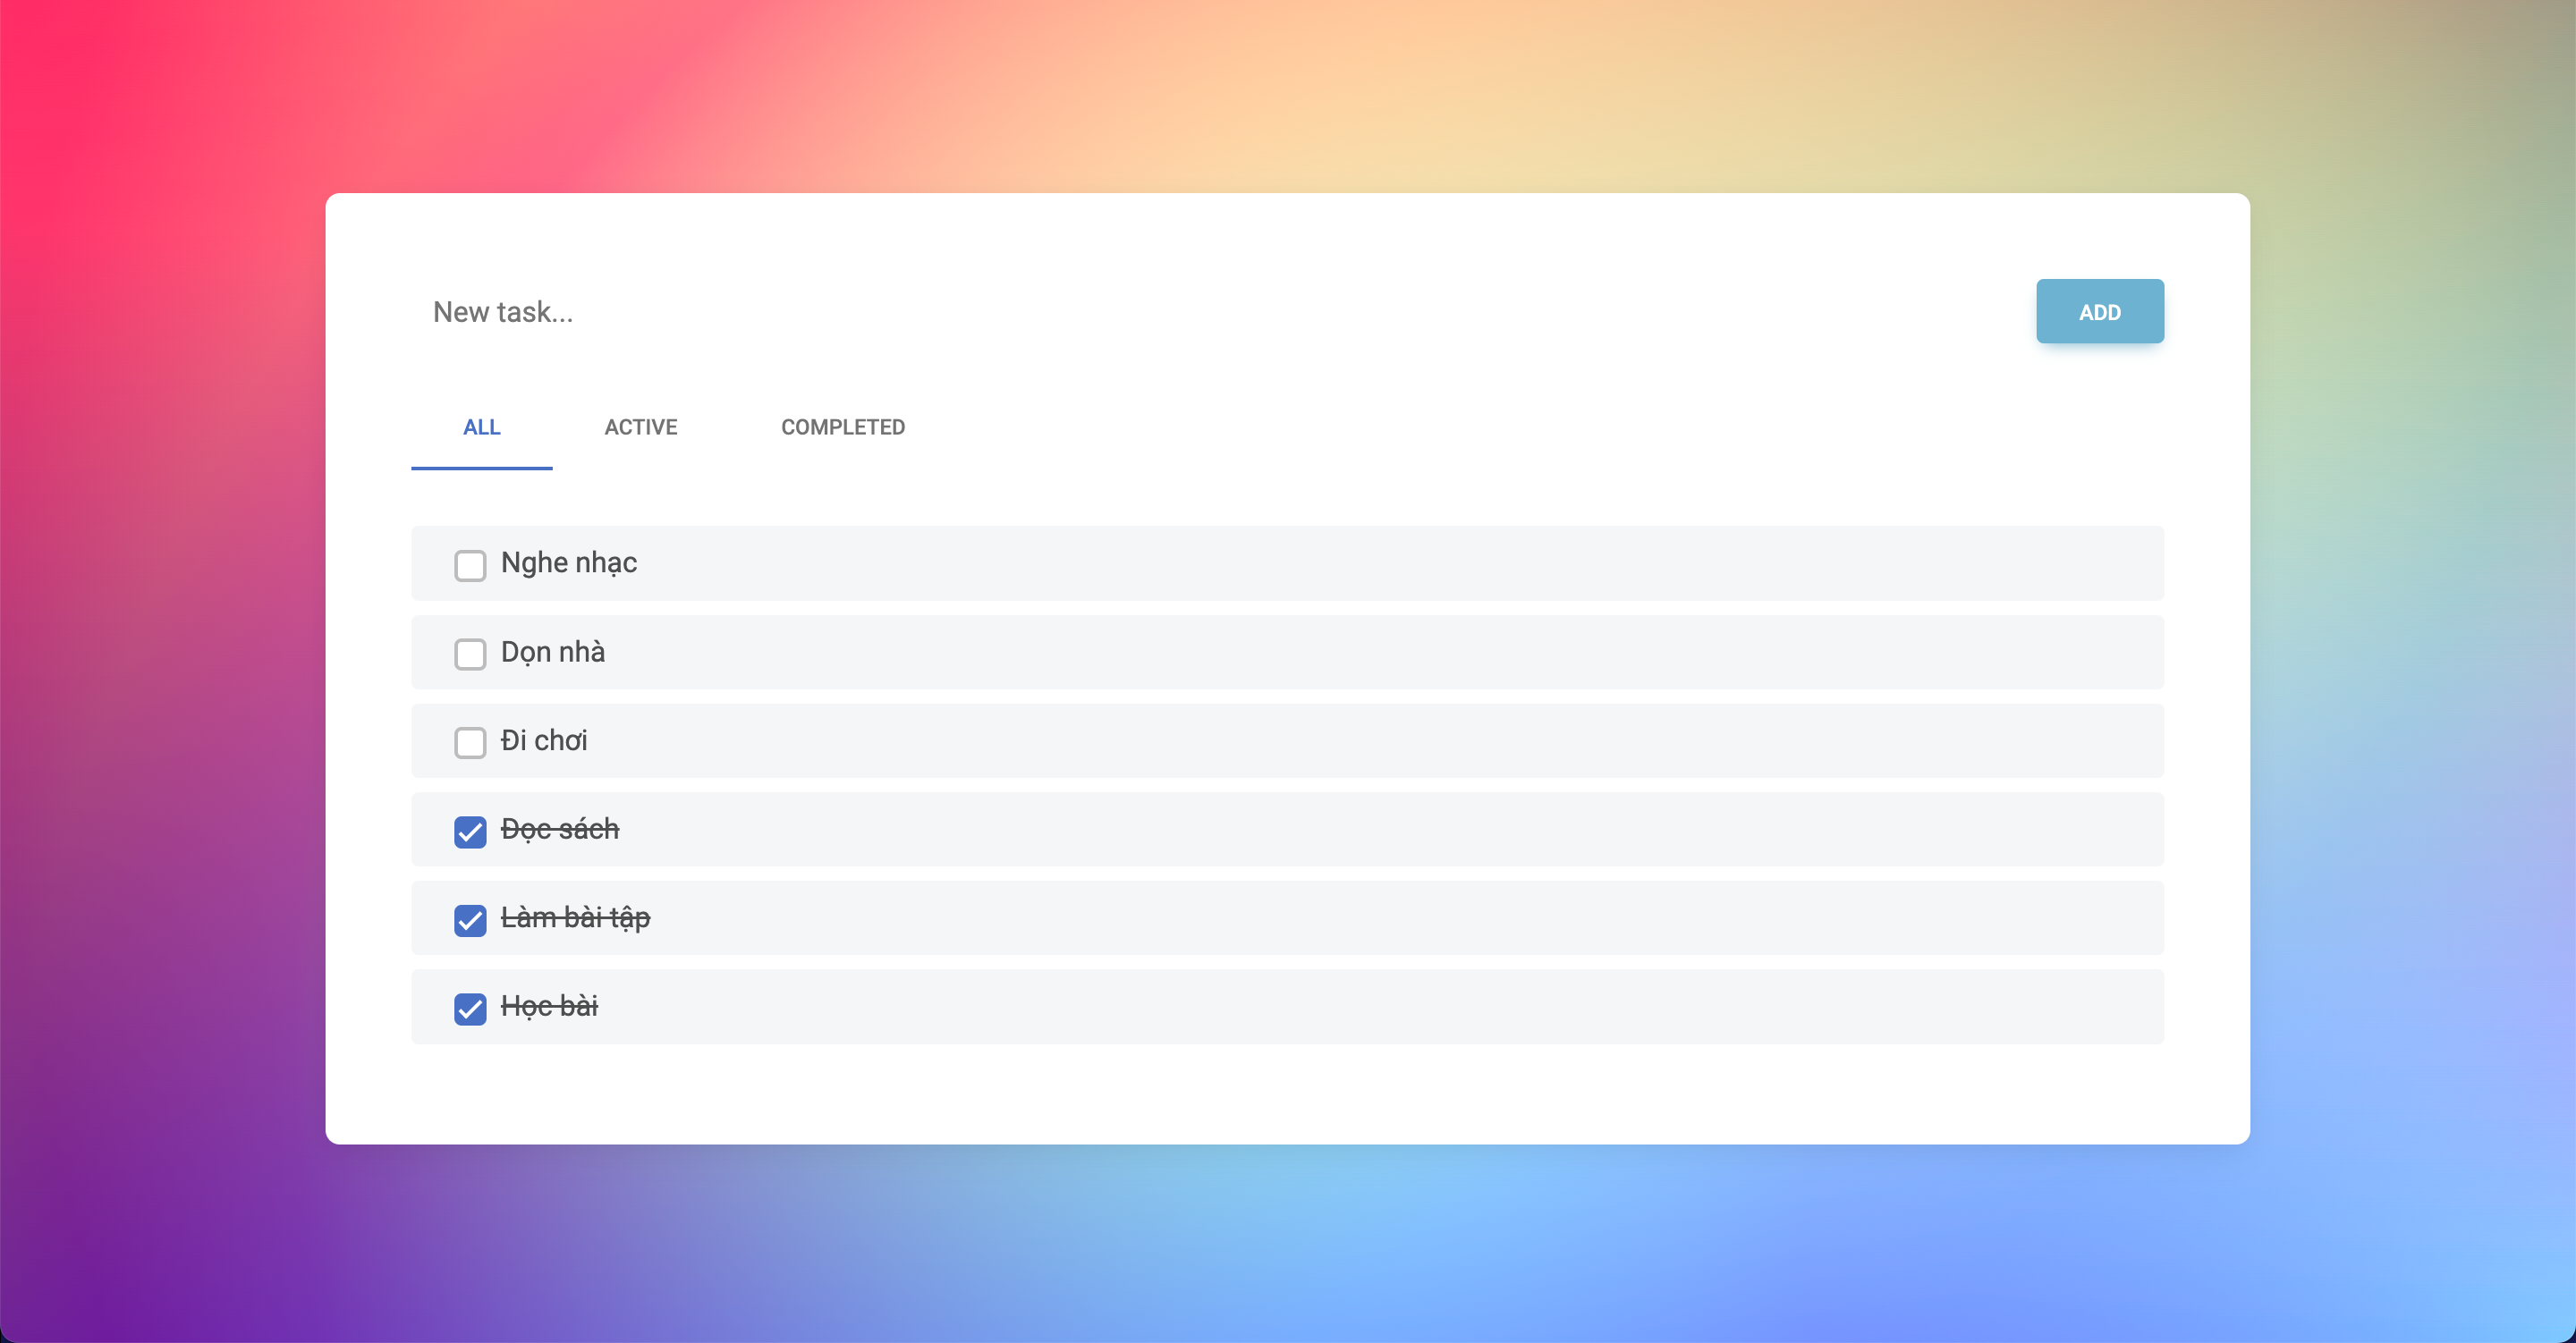 New task...
ADD
ALL ACTIVE COMPLETED
Nghe nhạc
Dọn nhà
Đi chơi
Đọc sách
Làm bài tập
Học bài